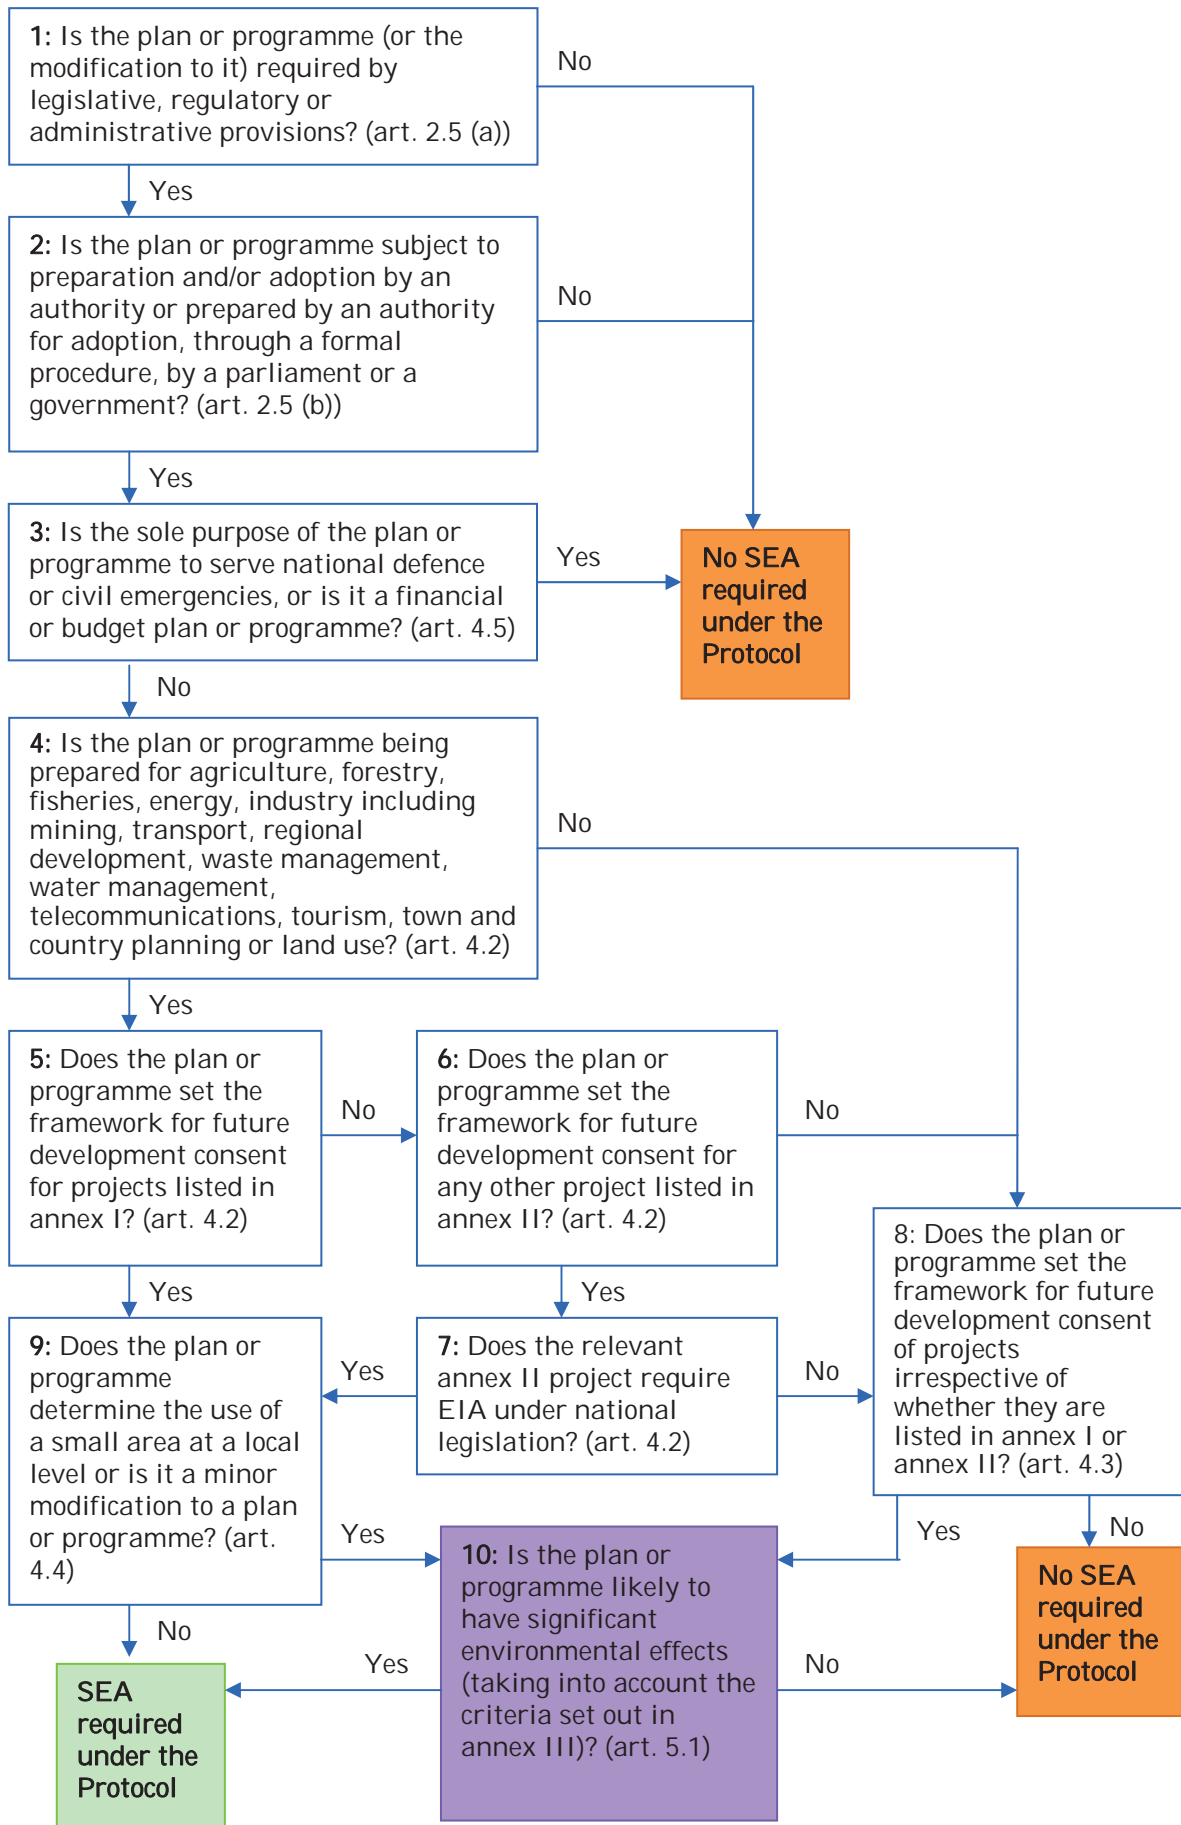 1: Is the plan or programme (or the
modification to it) required by
legislative, regulatory or
administrative provisions? (art. 2.5 (a))
No
Yes
2: Is the plan or programme subject to
preparation and/or adoption by an
authority or prepared by an authority
for adoption, through a formal
procedure, by a parliament or a
government? (art. 2.5 (b))
No
Yes
3: Is the sole purpose of the plan or
programme to serve national defence
or civil emergencies, or is it a financial
or budget plan or programme? (art. 4.5)
Yes
No SEA
required
under the
Protocol
No
4: Is the plan or programme being
prepared for agriculture, forestry,
fisheries, energy, industry including
mining, transport, regional
development, waste management,
water management,
telecommunications, tourism, town and
country planning or land use? (art. 4.2)
No
Yes
5: Does the plan or
programme set the
framework for future
development consent
for projects listed in
annex I? (art. 4.2)
No
6: Does the plan or
programme set the
framework for future
development consent for
any other project listed in
annex II? (art. 4.2)
No
Yes
Yes
8: Does the plan or
programme set the
framework for future
development consent
of projects
irrespective of
whether they are
listed in annex I or
annex II? (art. 4.3)
9: Does the plan or
programme
determine the use of
a small area at a local
level or is it a minor
modification to a plan
or programme? (art.
4.4)
Yes
7: Does the relevant
annex II project require
EIA under national
legislation? (art. 4.2)
No
Yes
Yes
No
10: Is the plan or
programme likely to
have significant
environmental effects
(taking into account the
criteria set out in
annex III)? (art. 5.1)
No SEA
required
under the
Protocol
No
Yes
No
SEA
required
under the
Protocol